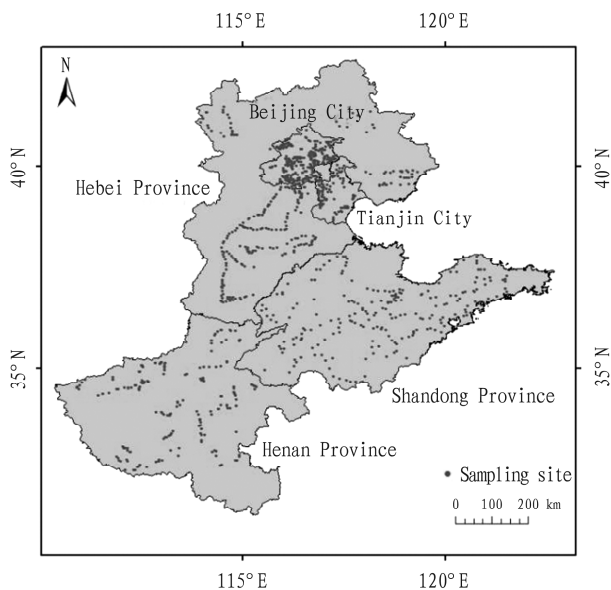 115°E 120°E
N
Beijing City
40°N 40°N
Hebei Province
Tianjin City
35°N 35°N
Shandong Province
Henan Province
Sampling site
0 100 200 km
115°E 120°E